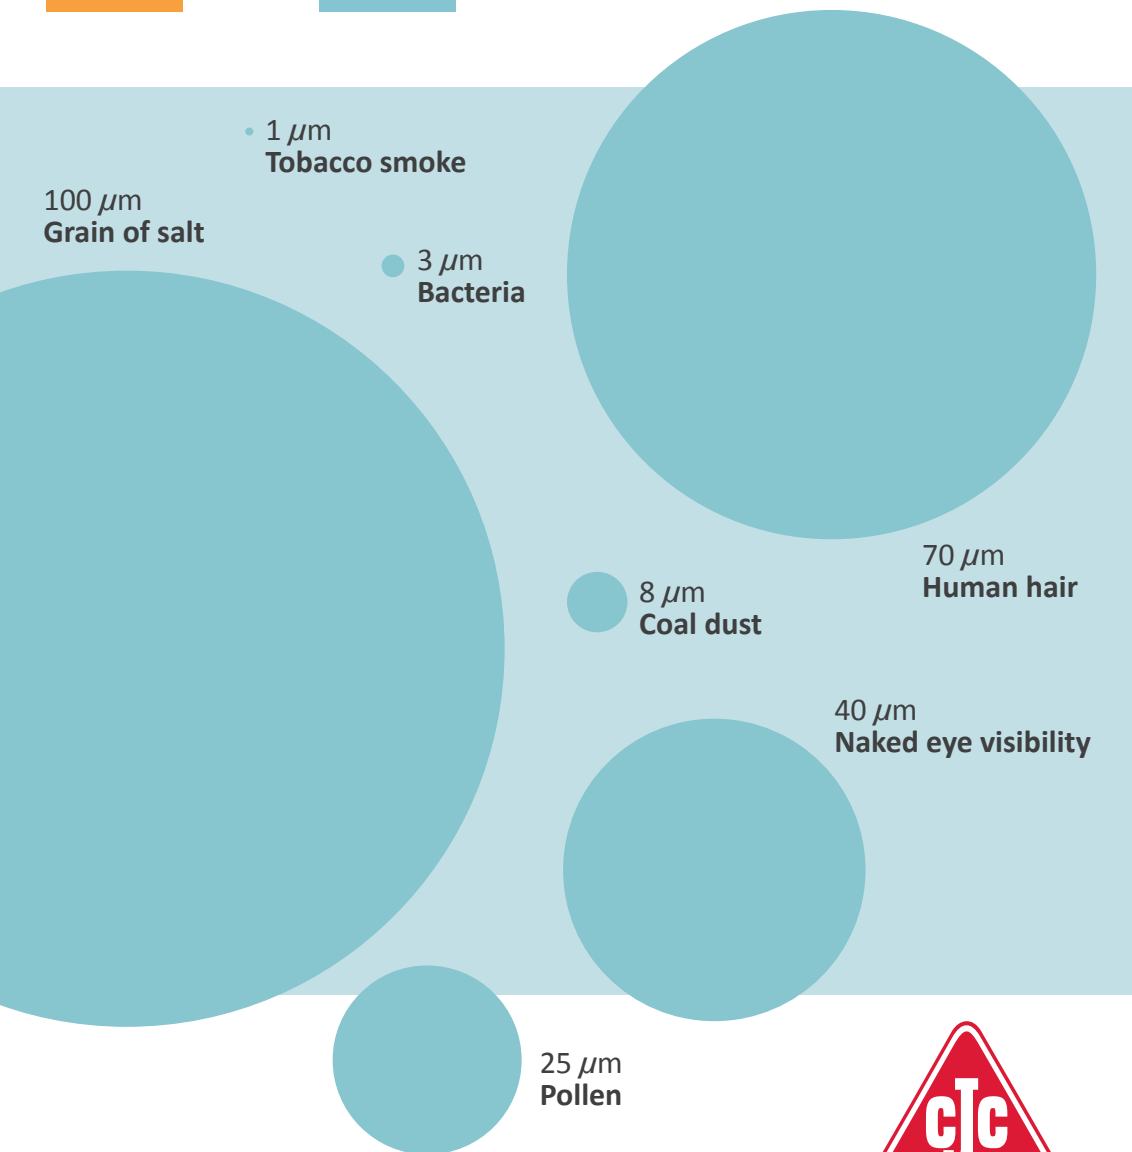 1 μm
Tobacco smoke
100 μm
Grain of salt
3 μm
Bacteria
70 μm
Human hair
8 μm
Coal dust
40 μm
Naked eye visibility
25 μm
Pollen
CJC